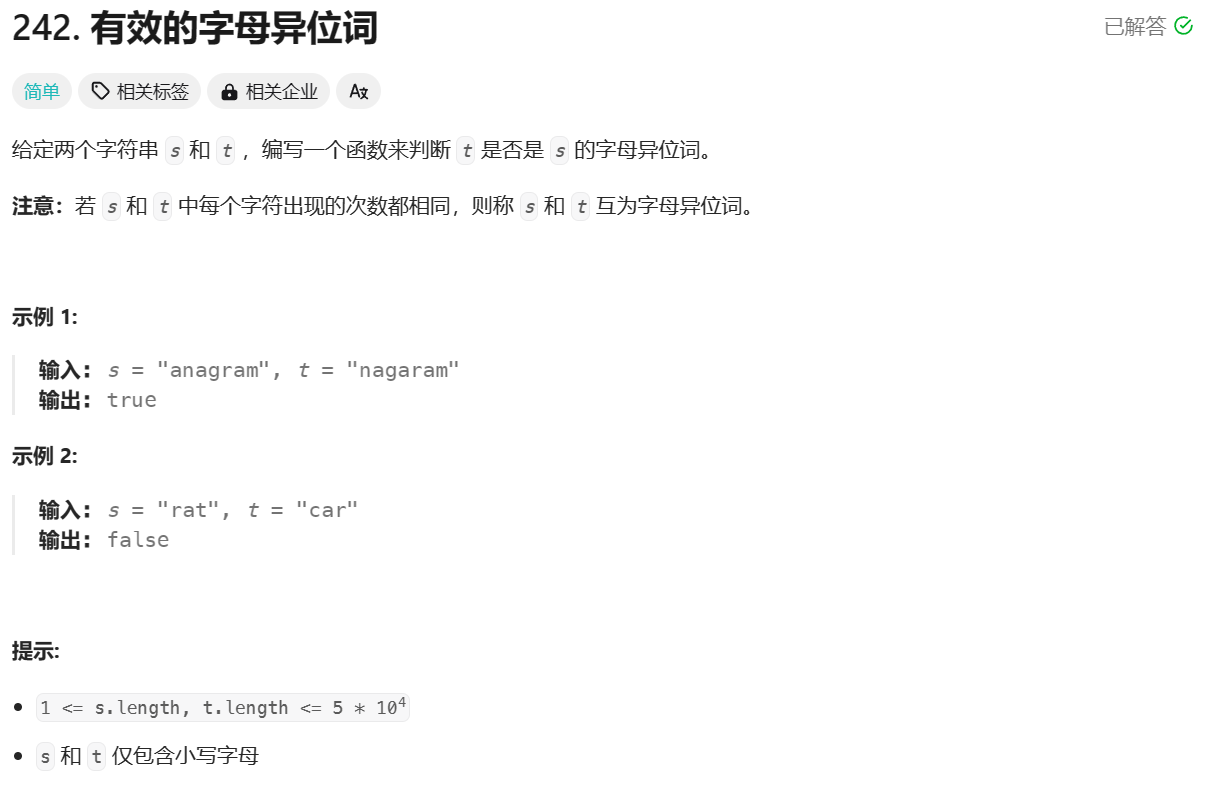 242. 有效的字母异位词
已解答
简单 相关标签 相关企业 A文
给定两个字符串 s 和 t ，编写一个函数来判断 t 是否是 s 的字母异位词。
注意：若 s 和 t 中每个字符出现的次数都相同，则称 s 和 t 互为字母异位词。
示例 1:
输入: s = "anagram", t = "nagaram"
输出: true
示例 2:
输入: s = "rat", t = "car"
输出: false
提示:
1 <= s.length, t.length <= 5 * 10⁴
s 和 t 仅包含小写字母